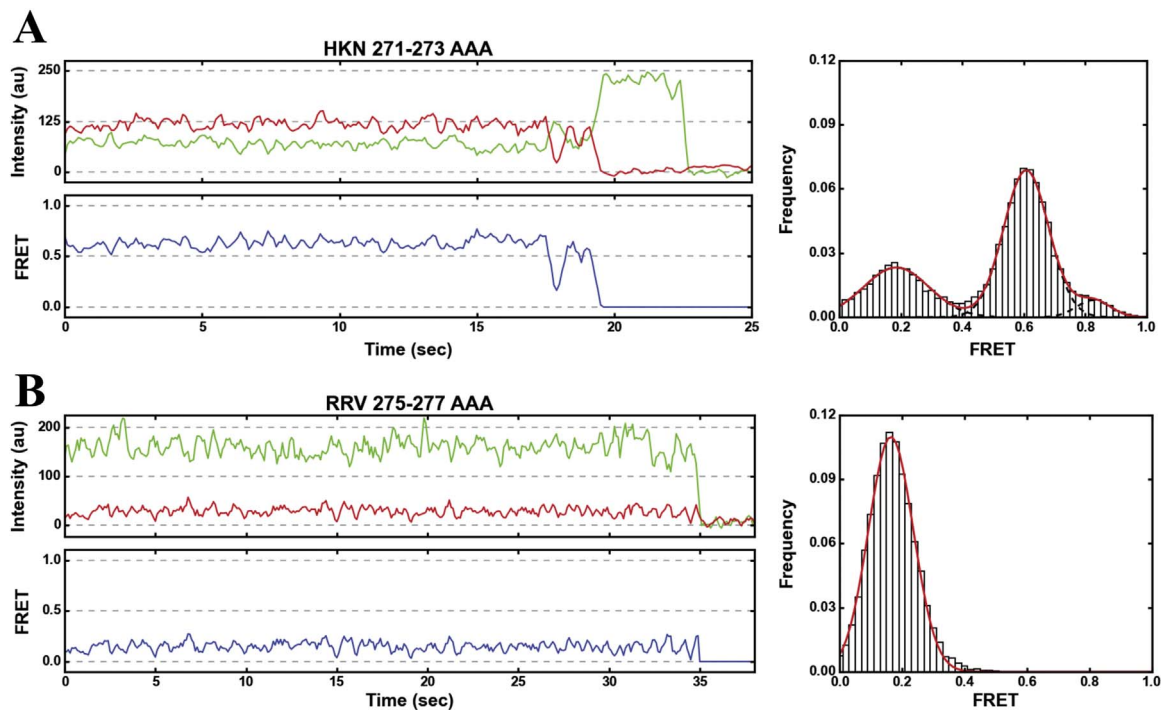 A
HKN 271-273 AAA
Intensity (au)
250
125
0
FRET
1.0
0.5
0.0
0 5 10 15 20 25
Time (sec)
Frequency
0.12
0.09
0.06
0.03
0.00
0.0 0.2 0.4 0.6 0.8 1.0
FRET
B
RRV 275-277 AAA
Intensity (au)
200
100
0
FRET
1.0
0.5
0.0
0 5 10 15 20 25 30 35
Time (sec)
Frequency
0.12
0.09
0.06
0.03
0.00
0.0 0.2 0.4 0.6 0.8 1.0
FRET